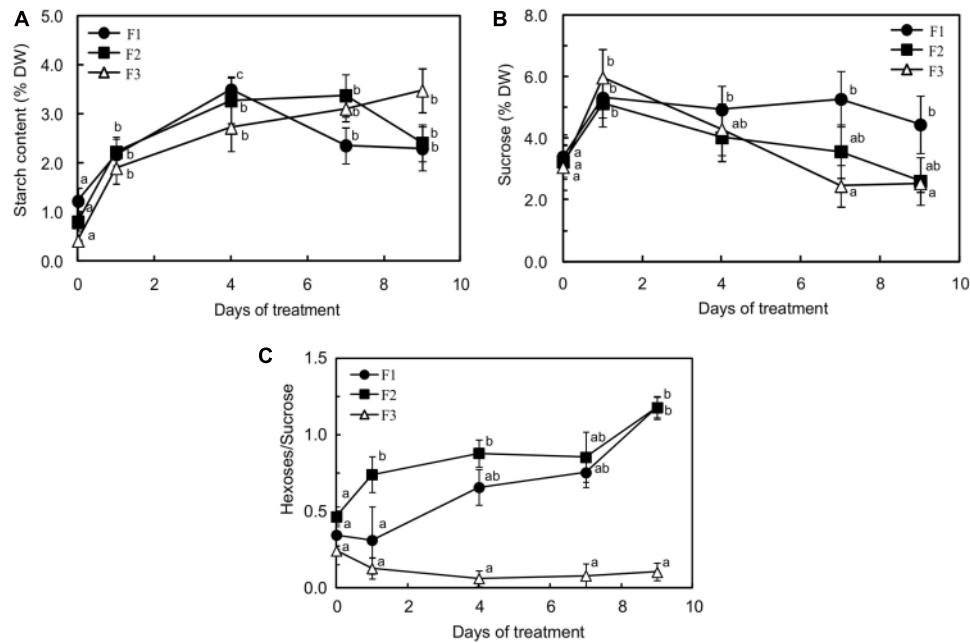 A
5.0
4.0
3.0
2.0
1.0
0.0
Starch content (% DW)
F1
F2
F3
a
a
a
b
b
c
b
b
b
b
b
b
b
0 2 4 6 8 10
Days of treatment
B
8.0
6.0
4.0
2.0
0.0
Sucrose (% DW)
F1
F2
F3
a
a
a
b
b
b
b
ab
b
b
a
b
ab
a
0 2 4 6 8 10
Days of treatment
C
1.5
1.0
0.5
0.0
Hexoses/Sucrose
F1
F2
F3
a
a
a
b
a
a
b
ab
a
ab
ab
a
b
b
a
0 2 4 6 8 10
Days of treatment